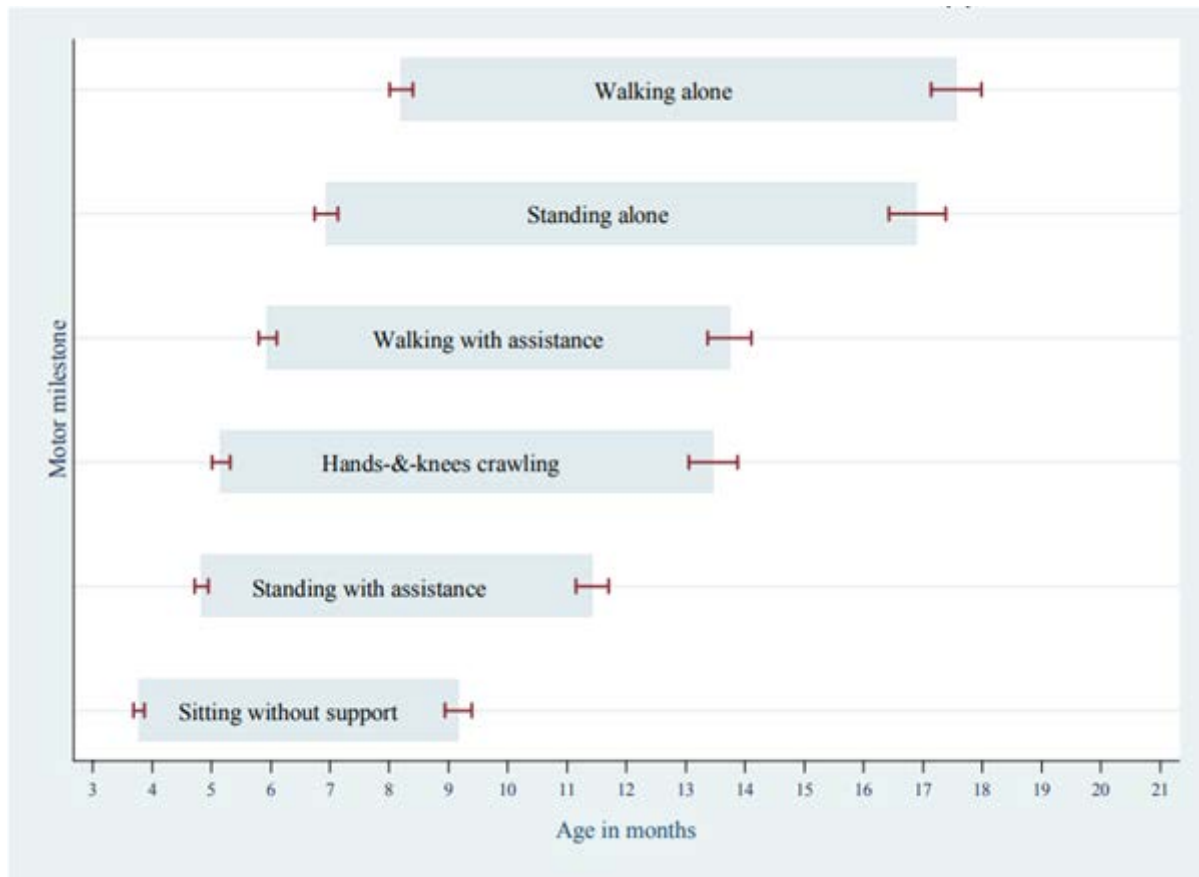 Walking alone
Standing alone
Walking with assistance
Hands-&-knees crawling
Standing with assistance
Sitting without support
Motor milestone
3 4 5 6 7 8 9 10 11 12 13 14 15 16 17 18 19 20 21
Age in months